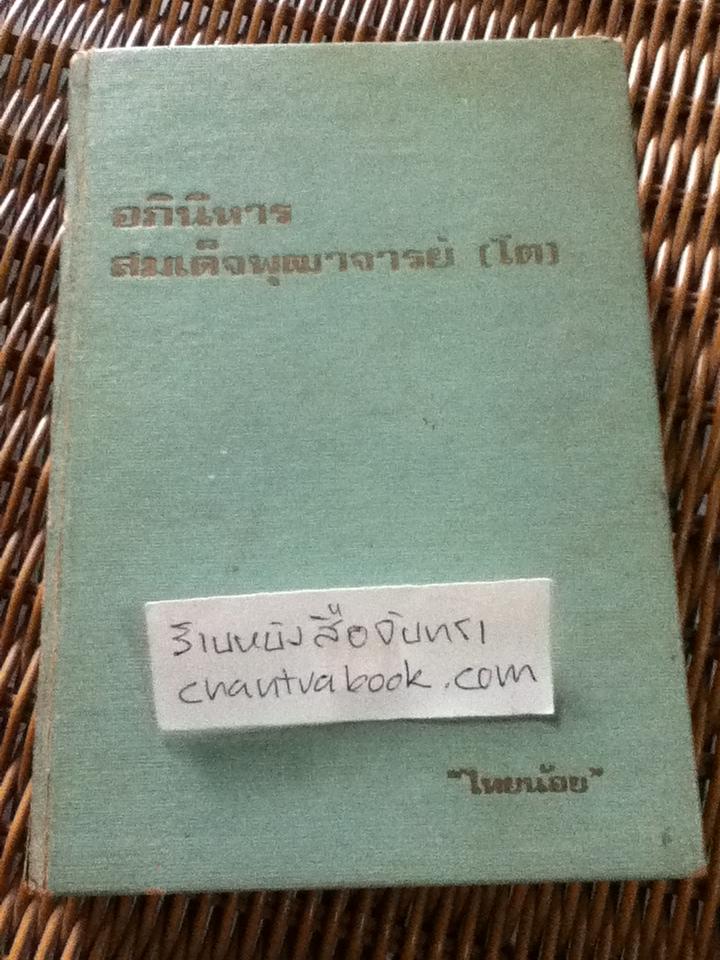 อภินิหาร
สมเด็จพุฒาจารย์ (โต)
ร้านหนังสือจันทรา
chantrabook.com
"ไทยน้อย"